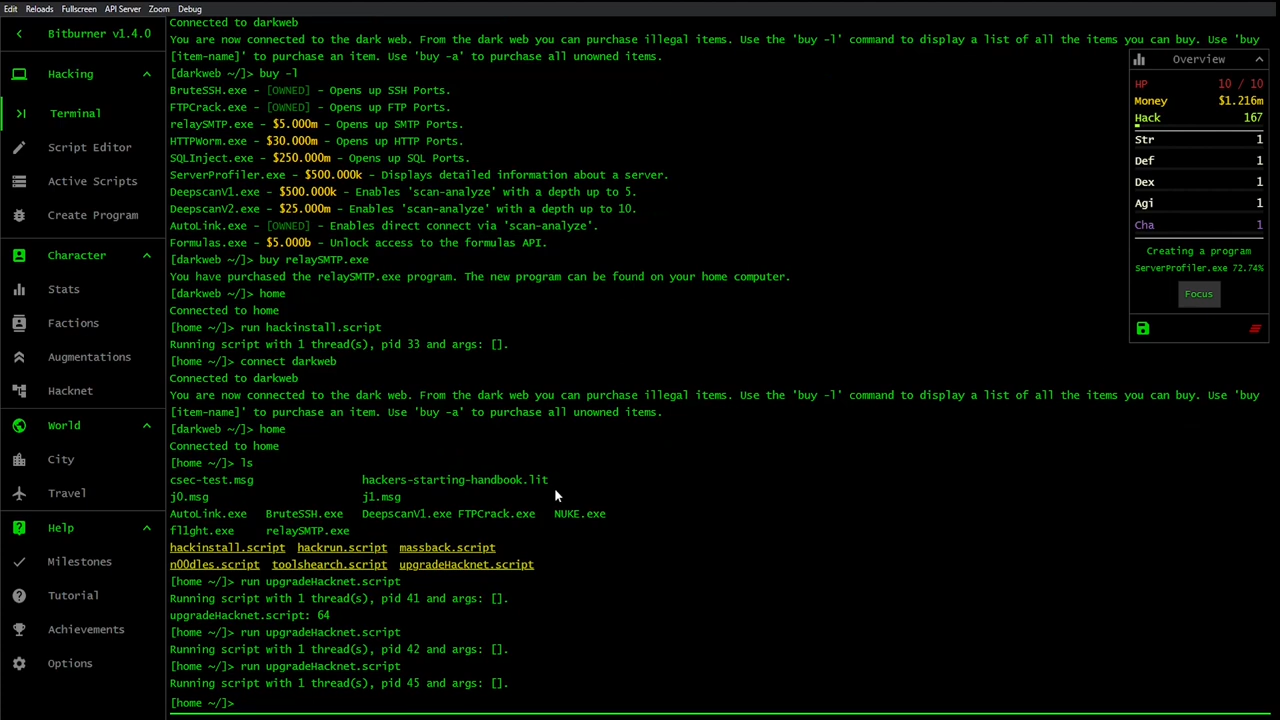 Edit Reloads Fullscreen API Server Zoom Debug
Bitburner v1.4.0
Hacking
Terminal
Script Editor
Active Scripts
Create Program
Character
Stats
Factions
Augmentations
Hacknet
World
City
Travel
Help
Milestones
Tutorial
Achievements
Options
Connected to darkweb
You are now connected to the dark web. From the dark web you can purchase illegal items. Use the 'buy -l' command to display a list of all the items you can buy. Use 'buy
[item-name]' to purchase an item. Use 'buy -a' to purchase all unowned items.
[darkweb ~/]> buy -l
BruteSSH.exe - [OWNED] - Opens up SSH Ports.
FTPCrack.exe - [OWNED] - Opens up FTP Ports.
relaySMTP.exe - $5.000m - Opens up SMTP Ports.
HTTPWorm.exe - $30.000m - Opens up HTTP Ports.
SQLInject.exe - $250.000m - Opens up SQL Ports.
ServerProfiler.exe - $500.000k - Displays detailed information about a server.
DeepscanV1.exe - $500.000k - Enables 'scan-analyze' with a depth up to 5.
DeepscanV2.exe - $25.000m - Enables 'scan-analyze' with a depth up to 10.
AutoLink.exe - [OWNED] - Enables direct connect via 'scan-analyze'.
Formulas.exe - $5.000b - Unlock access to the formulas API.
[darkweb ~/]> buy relaySMTP.exe
You have purchased the relaySMTP.exe program. The new program can be found on your home computer.
[darkweb ~/]> home
Connected to home
[home ~/]> run hackinstall.script
Running script with 1 thread(s), pid 33 and args: [].
[home ~/]> connect darkweb
Connected to darkweb
You are now connected to the dark web. From the dark web you can purchase illegal items. Use the 'buy -l' command to display a list of all the items you can buy. Use 'buy
[item-name]' to purchase an item. Use 'buy -a' to purchase all unowned items.
[darkweb ~/]> home
Connected to home
[home ~/]> ls
csec-test.msg hackers-starting-handbook.lit
j0.msg j1.msg
AutoLink.exe BruteSSH.exe DeepscanV1.exe FTPCrack.exe NUKE.exe
fl1ght.exe relaySMTP.exe
hackinstall.script hackrun.script massback.script
n00dles.script toolshearch.script upgradeHacknet.script
[home ~/]> run upgradeHacknet.script
Running script with 1 thread(s), pid 41 and args: [].
upgradeHacknet.script: 64
[home ~/]> run upgradeHacknet.script
Running script with 1 thread(s), pid 42 and args: [].
[home ~/]> run upgradeHacknet.script
Running script with 1 thread(s), pid 45 and args: [].
[home ~/]>
Overview
HP 10 / 10
Money $1.216m
Hack 167
Str 1
Def 1
Dex 1
Agi 1
Cha 1
Creating a program
ServerProfiler.exe 72.74%
Focus